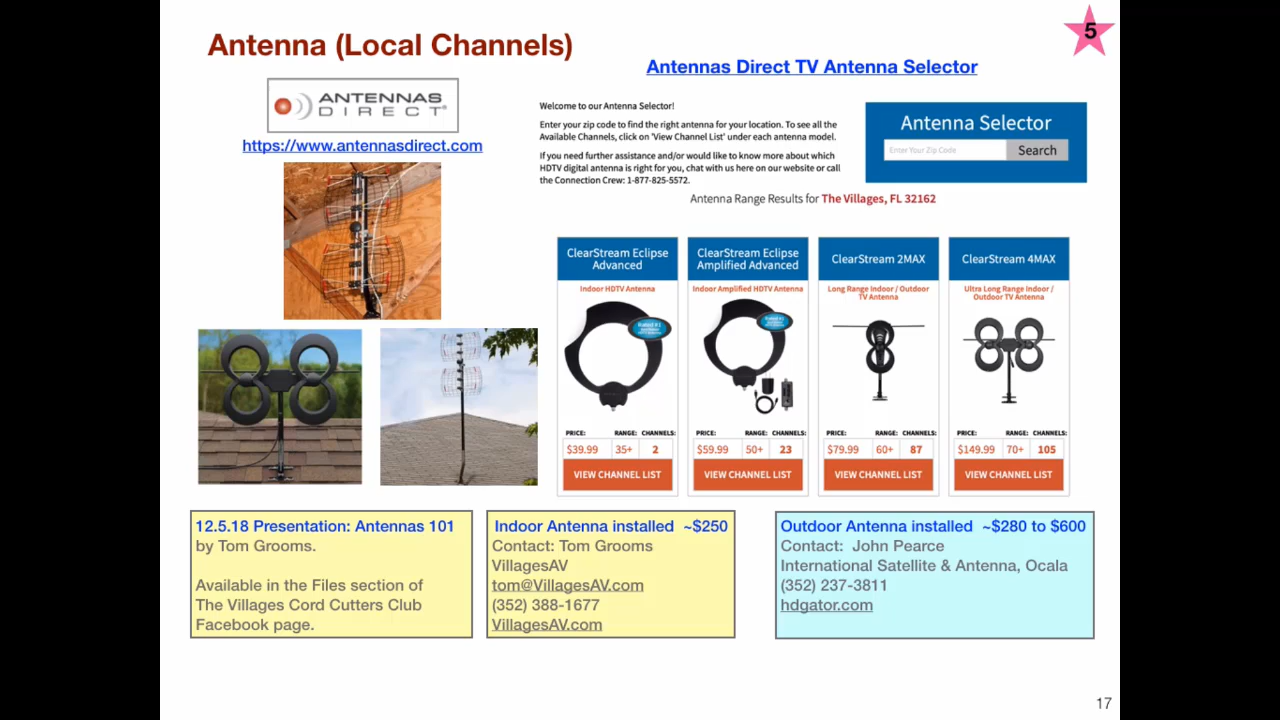 Antenna (Local Channels)
5
ANTENNAS
DIRECT
https://www.antennasdirect.com
Antennas Direct TV Antenna Selector
Welcome to our Antenna Selector!
Enter your zip code to find the right antenna for your location. To see all the
Available Channels, click on 'View Channel List' under each antenna model.
If you need further assistance and/or would like to know more about which
HDTV digital antenna is right for you, chat with us here on our website or call
the Connection Crew: 1-877-825-5572.
Antenna Selector
Enter Your Zip Code
Search
Antenna Range Results for The Villages, FL 32162
ClearStream Eclipse
Advanced
Indoor HDTV Antenna
Rated #1
PRICE: RANGE: CHANNELS:
$39.99 35+ 2
VIEW CHANNEL LIST
ClearStream Eclipse
Amplified Advanced
Indoor Amplified HDTV Antenna
Rated #1
PRICE: RANGE: CHANNELS:
$59.99 50+ 23
VIEW CHANNEL LIST
ClearStream 2MAX
Long Range Indoor / Outdoor
TV Antenna
PRICE: RANGE: CHANNELS:
$79.99 60+ 87
VIEW CHANNEL LIST
ClearStream 4MAX
Ultra Long Range Indoor /
Outdoor TV Antenna
PRICE: RANGE: CHANNELS:
$149.99 70+ 105
VIEW CHANNEL LIST
12.5.18 Presentation: Antennas 101
by Tom Grooms.
Available in the Files section of
The Villages Cord Cutters Club
Facebook page.
Indoor Antenna installed ~$250
Contact: Tom Grooms
VillagesAV
tom@VillagesAV.com
(352) 388-1677
VillagesAV.com
Outdoor Antenna installed ~$280 to $600
Contact: John Pearce
International Satellite & Antenna, Ocala
(352) 237-3811
hdgator.com
17